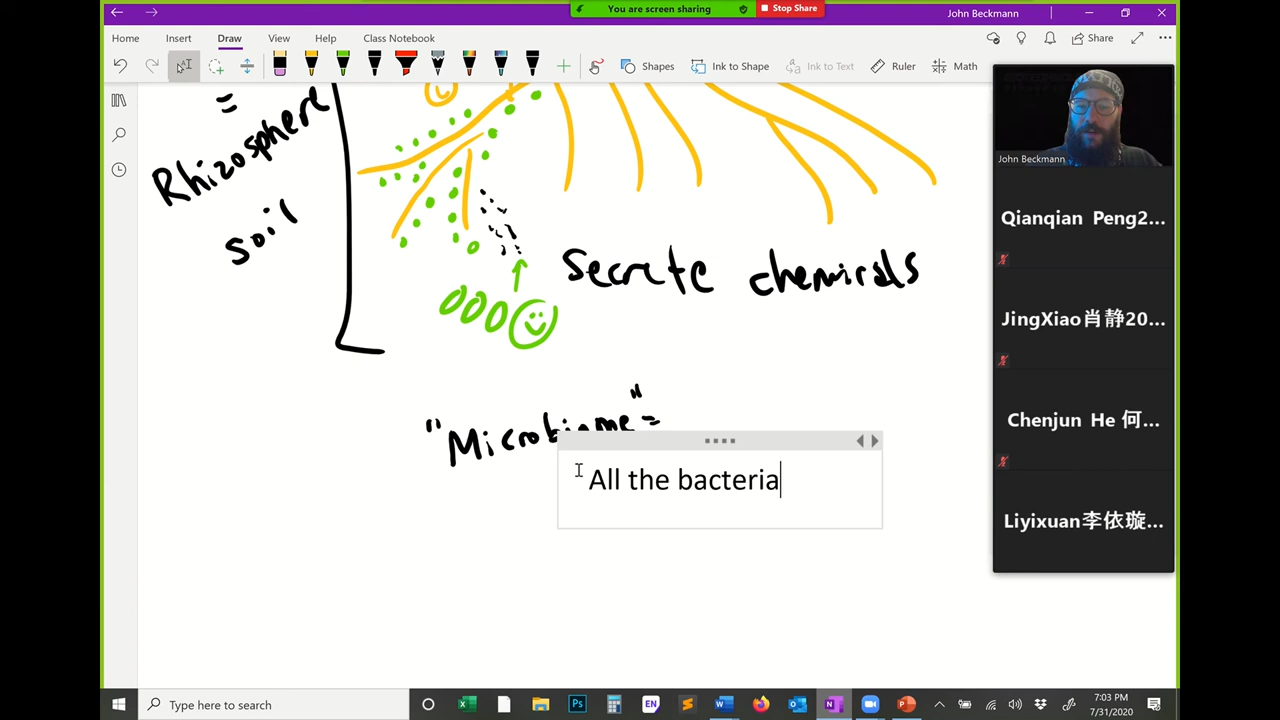 You are screen sharing
Stop Share
John Beckmann
Home Insert Draw View Help Class Notebook
Share
Shapes Ink to Shape Ink to Text Ruler Math
=
Rhizosphere
soil
Secrete chemicals
"Microbiome" =
All the bacteria
John Beckmann
Qianqian Peng2...
JingXiao肖静20...
Chenjun He 何...
Liyixuan李依璇...
Type here to search
EN
7:03 PM
7/31/2020